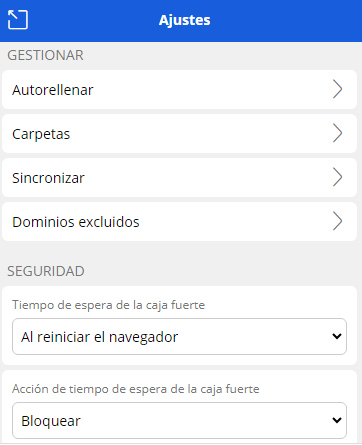 Ajustes
GESTIONAR
Autorellenar
Carpetas
Sincronizar
Dominios excluidos
SEGURIDAD
Tiempo de espera de la caja fuerte
Al reiniciar el navegador
Acción de tiempo de espera de la caja fuerte
Bloquear